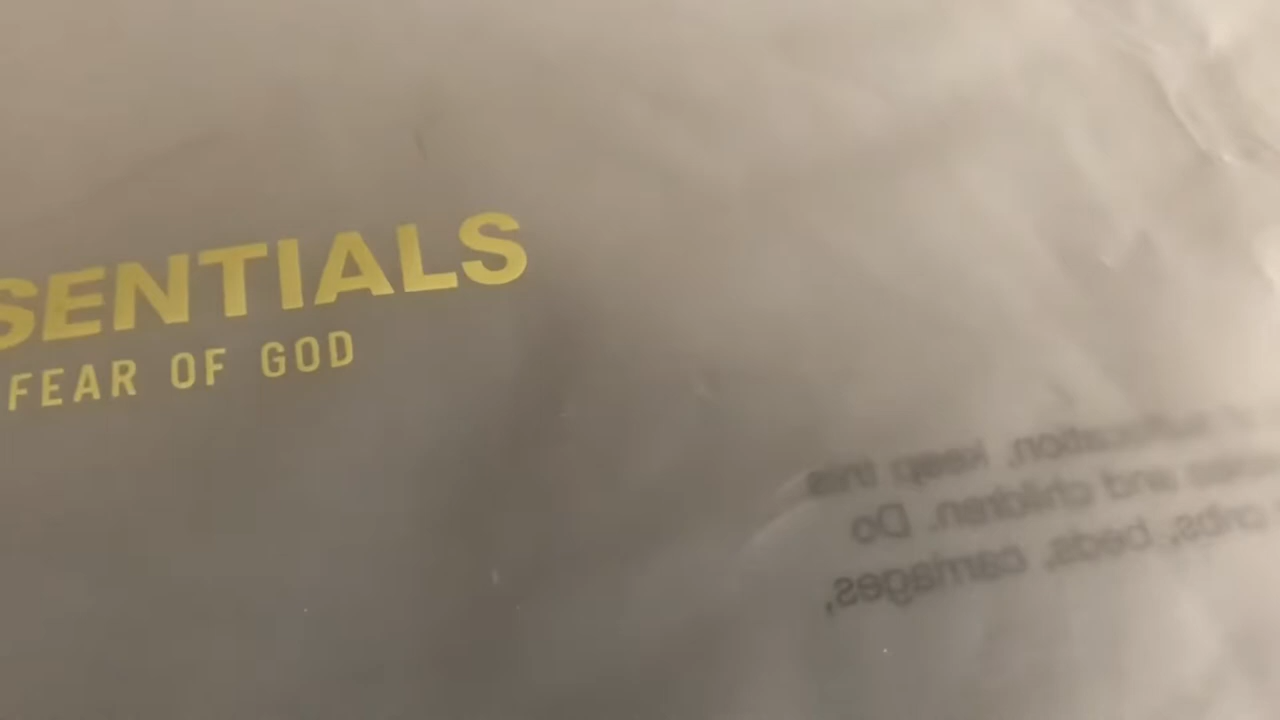 SENTIALS
FEAR OF GOD
suffocation, keep this
and children. Do
cribs, beds, carriages,